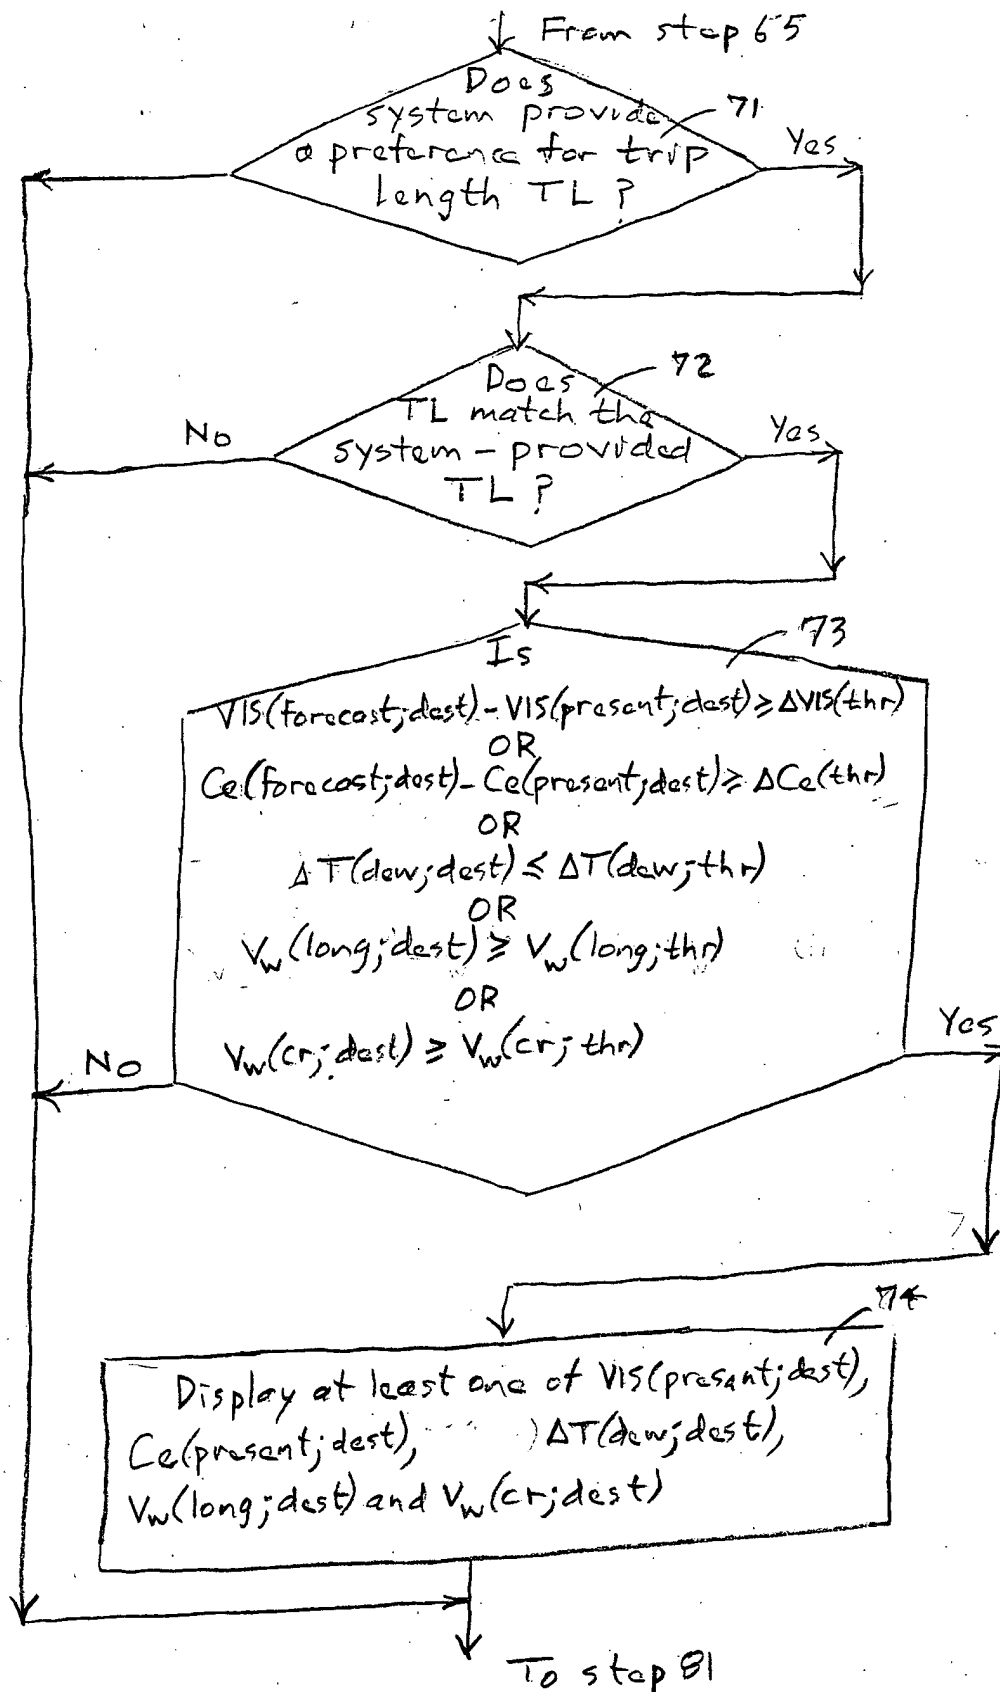 From step 65
Does
system provide
a preference for trip
length TL ?
71
Yes
Does
TL match the
system - provided
TL ?
72
No
Yes
Is
73
VIS(forecast;dest) - VIS(present;dest) ≥ ΔVIS(thr)
OR
Ce(forecast;dest) - Ce(present;dest) ≥ ΔCe(thr)
OR
ΔT(dew;dest) ≤ ΔT(dew;thr)
OR
Vw(long;dest) ≥ Vw(long;thr)
OR
Vw(cr;dest) ≥ Vw(cr;thr)
No
Yes
74
Display at least one of VIS(present;dest),
Ce(present;dest), ΔT(dew;dest),
Vw(long;dest) and Vw(cr;dest)
To step 81